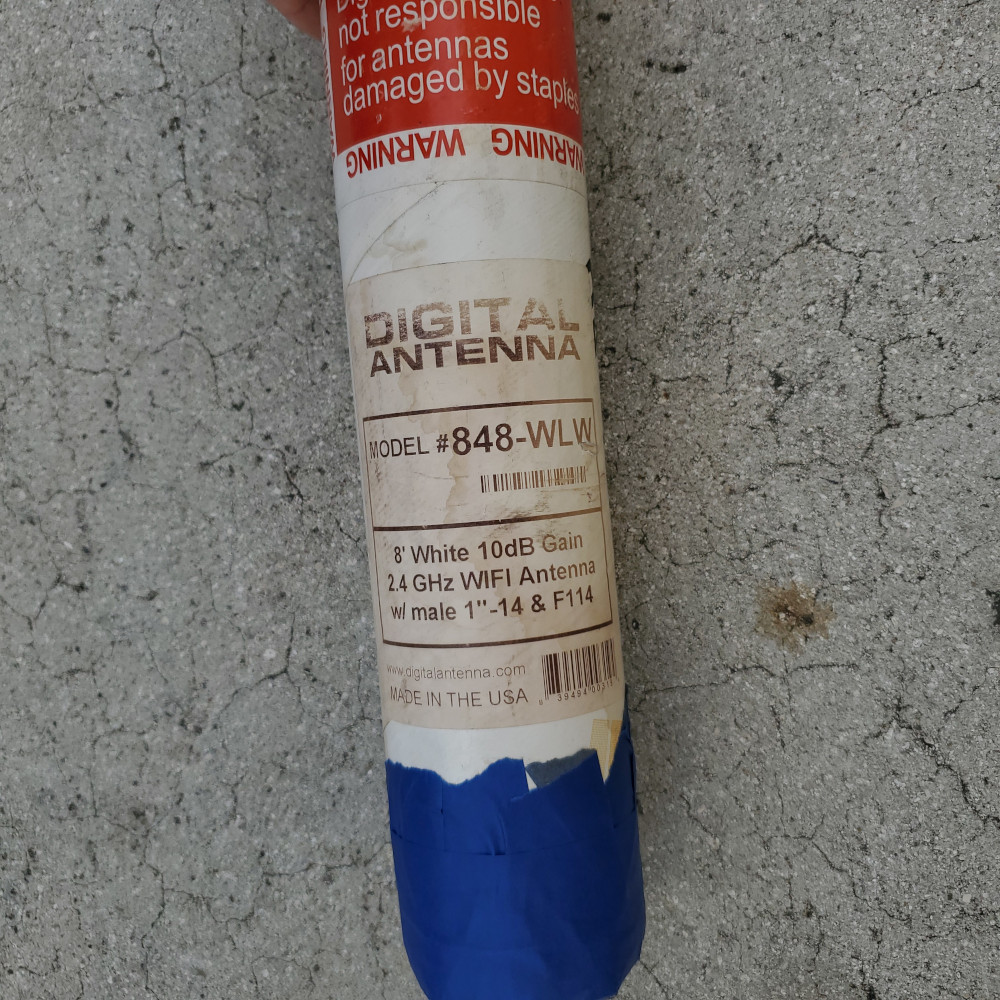 not responsible
for antennas
damaged by staples
WARNING WARNING
DIGITAL
ANTENNA
MODEL #848-WLW
8' White 10dB Gain
2.4 GHz WIFI Antenna
w/ male 1"-14 & F114
www.digitalantenna.com
MADE IN THE USA